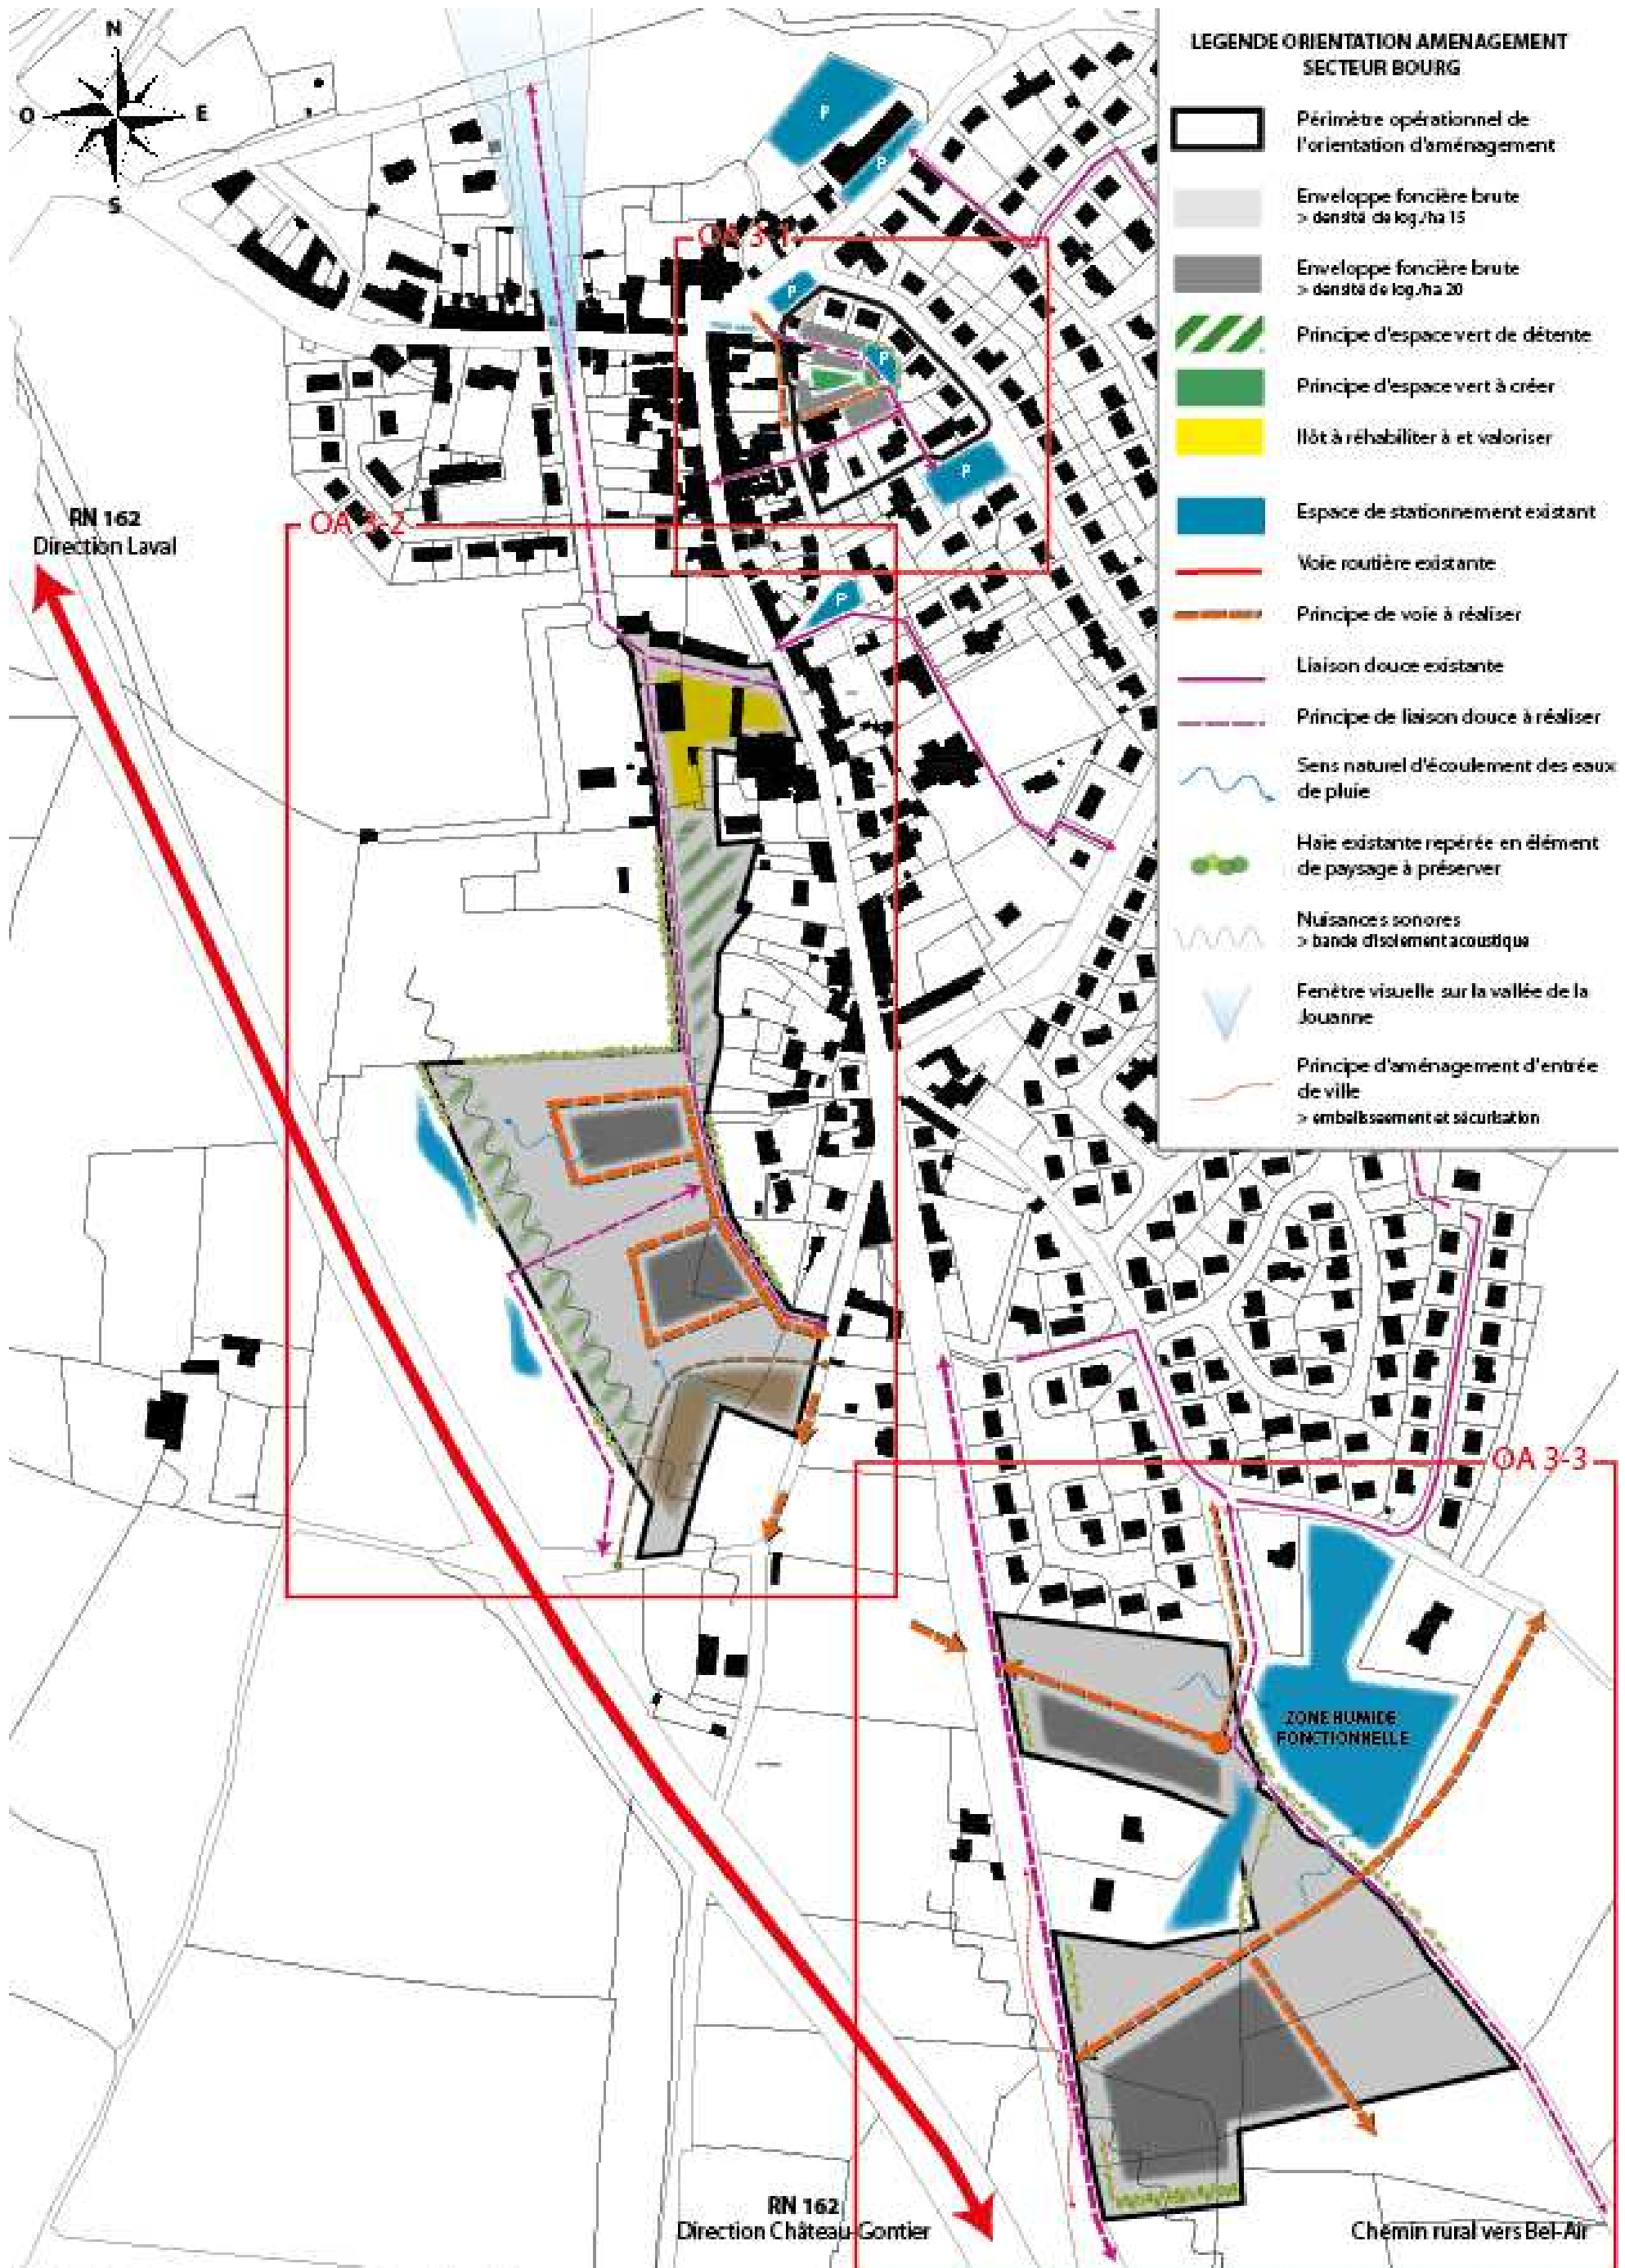 N
O
E
S
LEGENDE ORIENTATION AMENAGEMENT
SECTEUR BOURG
Périmètre opérationnel de
l'orientation d'aménagement
Enveloppe foncière brute
> densité de log./ha 15
Enveloppe foncière brute
> densité de log./ha 20
Principe d'espace vert de détente
Principe d'espace vert à créer
Ilôt à réhabiliter à et valoriser
Espace de stationnement existant
Voie routière existante
Principe de voie à réaliser
Liaison douce existante
Principe de liaison douce à réaliser
Sens naturel d'écoulement des eaux
de pluie
Haie existante repérée en élément
de paysage à préserver
Nuisances sonores
> bande d'isolement acoustique
Fenêtre visuelle sur la vallée de la
Jouanne
Principe d'aménagement d'entrée
de ville
> embelissement et sécurisation
P
P
OA 3-1
P
P
P
RN 162
Direction Laval
OA 3-2
P
OA 3-3
ZONE HUMIDE
FONCTIONNELLE
RN 162
Direction Château-Gontier
Chemin rural vers Bel-Air